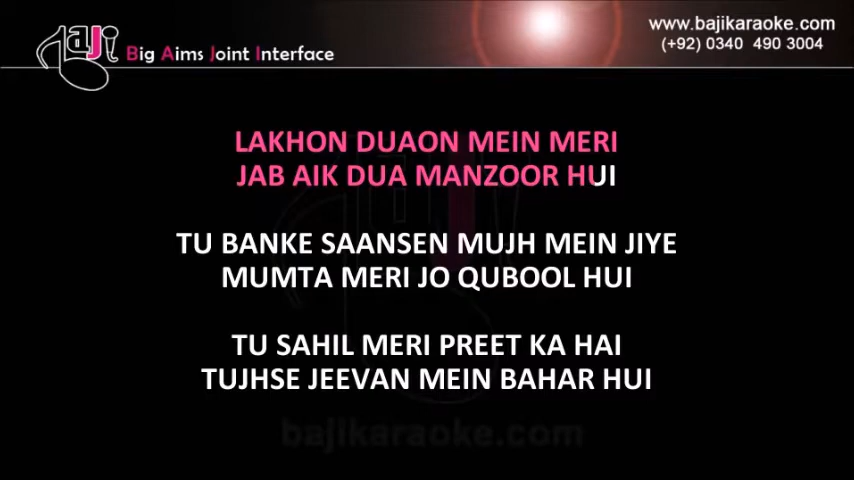 www.bajikaraoke.com
(+92) 0340 490 3004
Baji Big Aims Joint Interface
LAKHON DUAON MEIN MERI
JAB AIK DUA MANZOOR HUI
TU BANKE SAANSEN MUJH MEIN JIYE
MUMTA MERI JO QUBOOL HUI
TU SAHIL MERI PREET KA HAI
TUJHSE JEEVAN MEIN BAHAR HUI
bajikaraoke.com